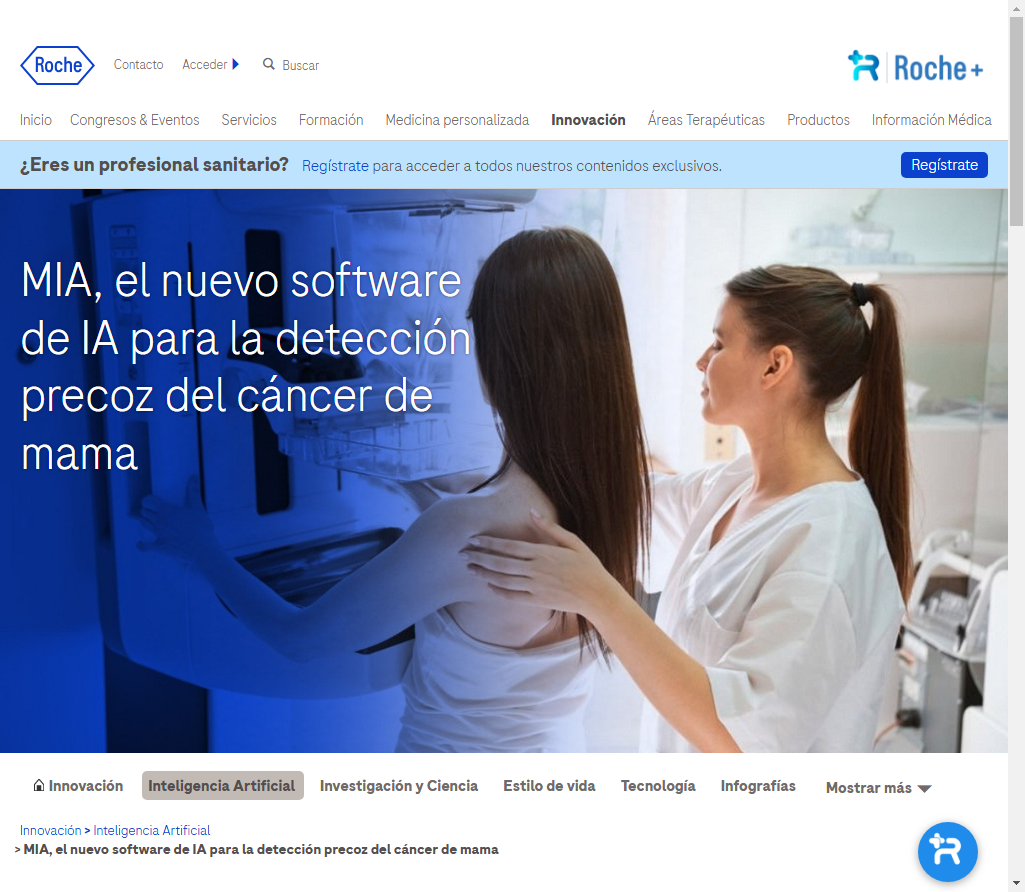 Roche
Contacto
Acceder
Buscar
Roche+
Inicio
Congresos & Eventos
Servicios
Formación
Medicina personalizada
Innovación
Áreas Terapéuticas
Productos
Información Médica
¿Eres un profesional sanitario? Regístrate para acceder a todos nuestros contenidos exclusivos.
Regístrate
MIA, el nuevo software
de IA para la detección
precoz del cáncer de
mama
Innovación
Inteligencia Artificial
Investigación y Ciencia
Estilo de vida
Tecnología
Infografías
Mostrar más
Innovación > Inteligencia Artificial
> MIA, el nuevo software de IA para la detección precoz del cáncer de mama